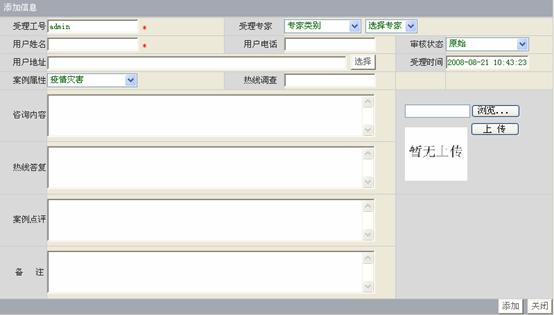 添加信息
受理工号 admin * 受理专家 专家类别 选择专家
用户姓名 * 用户电话 审核状态 原始
用户地址 选择 受理时间 2008-08-21 10:43:23
案例属性 疫情灾害 热线调查
咨询内容
浏览...
上 传
暂无上传
热线答复
案例点评
备 注
添加 关闭